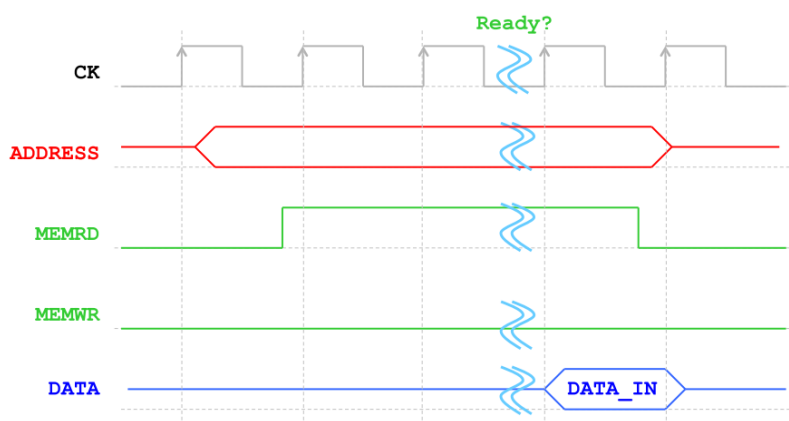 Ready?
CK
ADDRESS
MEMRD
MEMWR
DATA
DATA_IN